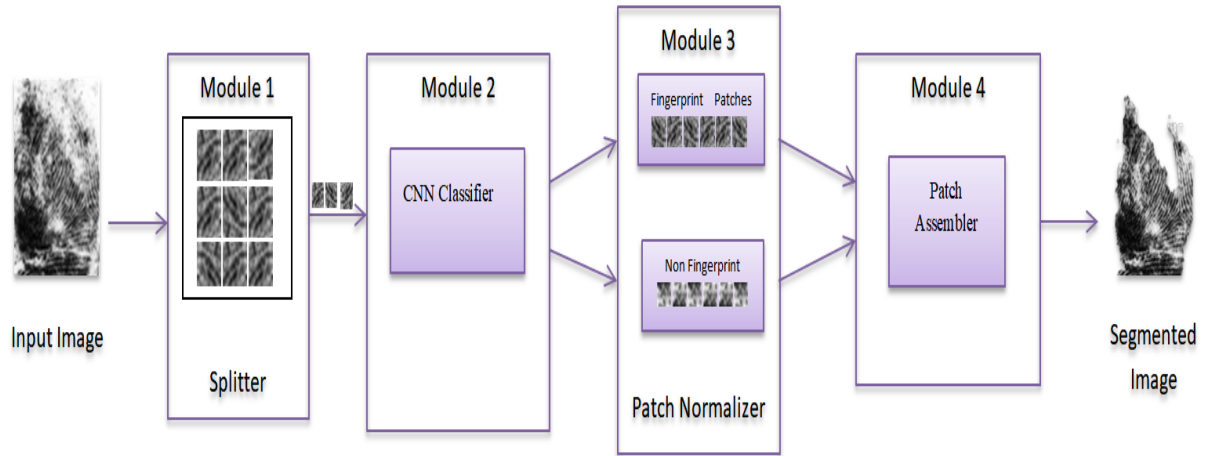 Input Image
Module 1
Splitter
Module 2
CNN Classifier
Module 3
Fingerprint Patches
Non Fingerprint
Patch Normalizer
Module 4
Patch
Assembler
Segmented
Image